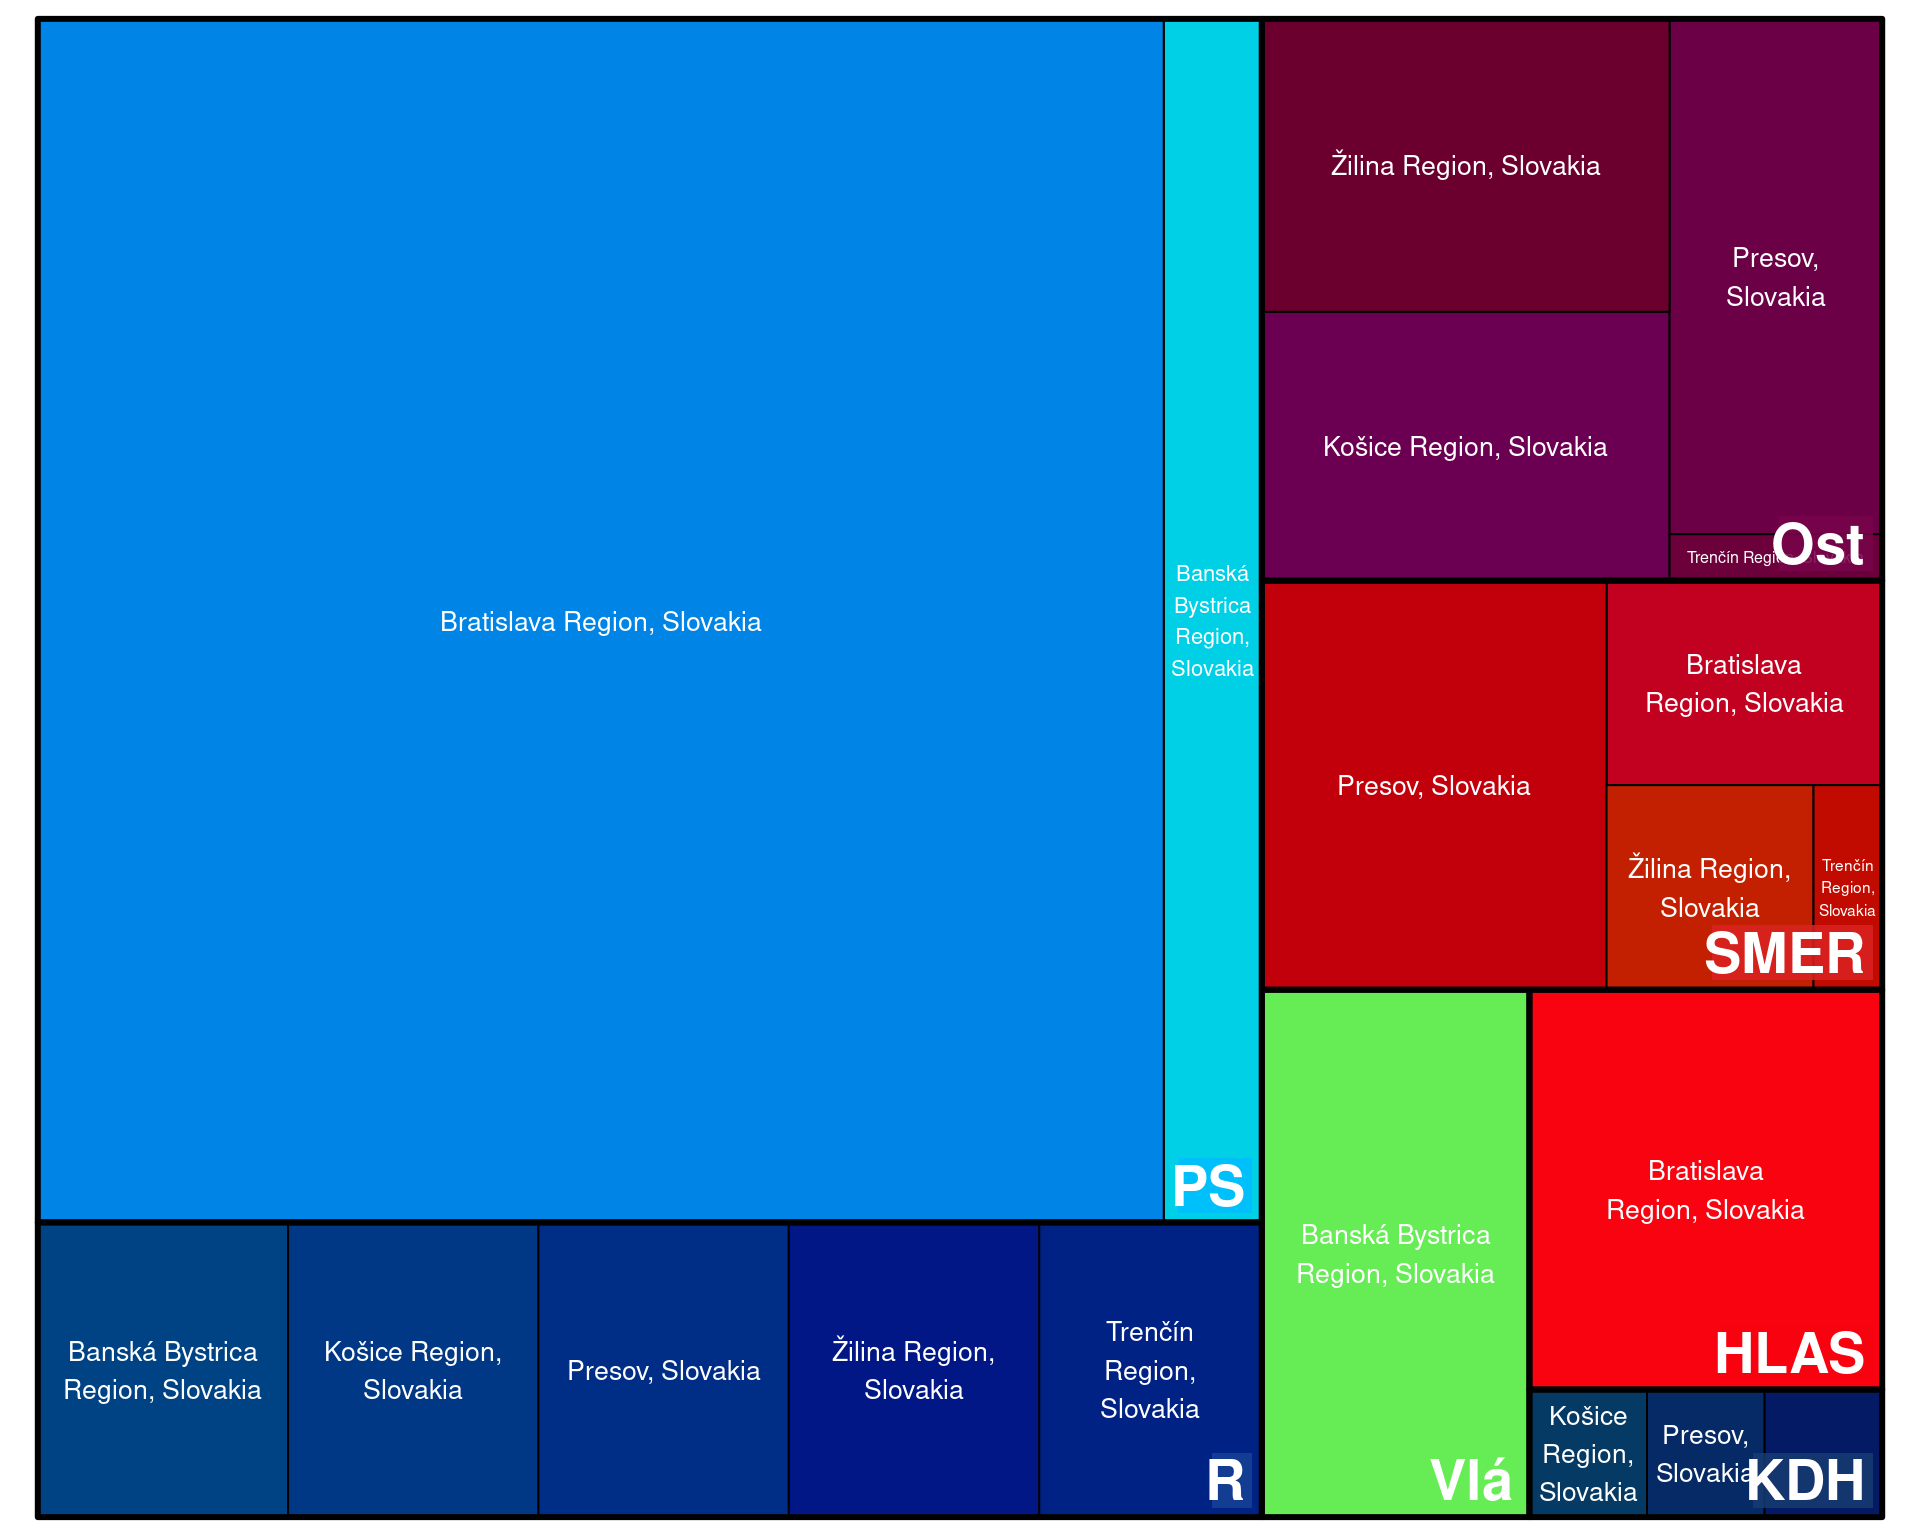 Bratislava Region, Slovakia
Banská
Bystrica
Region,
Slovakia
PS
Banská Bystrica
Region, Slovakia
Košice Region,
Slovakia
Presov, Slovakia
Žilina Region,
Slovakia
Trenčín
Region,
Slovakia
R
Žilina Region, Slovakia
Košice Region, Slovakia
Presov,
Slovakia
Trenčín
Ost
Presov, Slovakia
Bratislava
Region, Slovakia
Žilina Region,
Slovakia
Trenčín
Region,
Slovakia
SMER
Banská Bystrica
Region, Slovakia
Vlá
Bratislava
Region, Slovakia
HLAS
Košice
Region,
Slovakia
Presov,
Slovakia
KDH